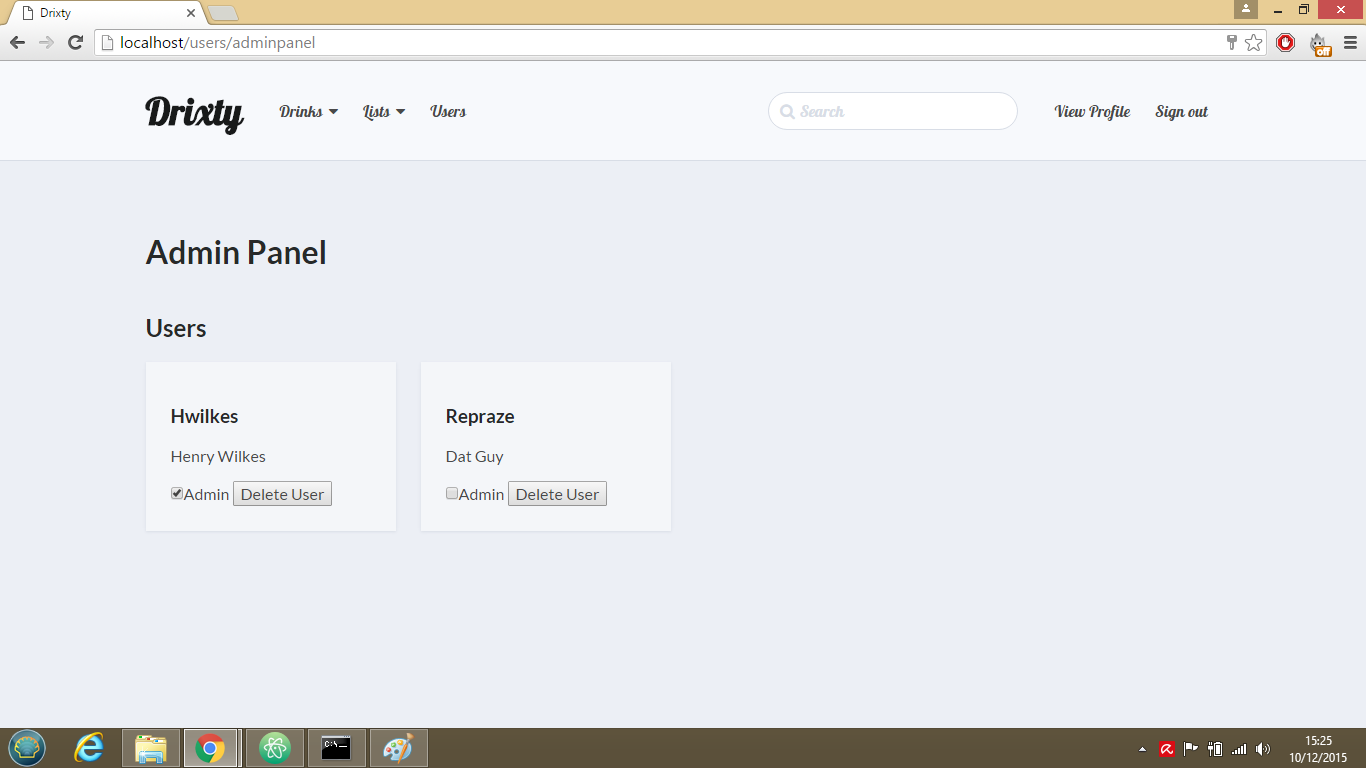 Drixty
localhost/users/adminpanel
off
Drixty Drinks Lists Users Search View Profile Sign out
Admin Panel
Users
Hwilkes
Henry Wilkes
Admin Delete User
Repraze
Dat Guy
Admin Delete User
C:\_
15:25
10/12/2015